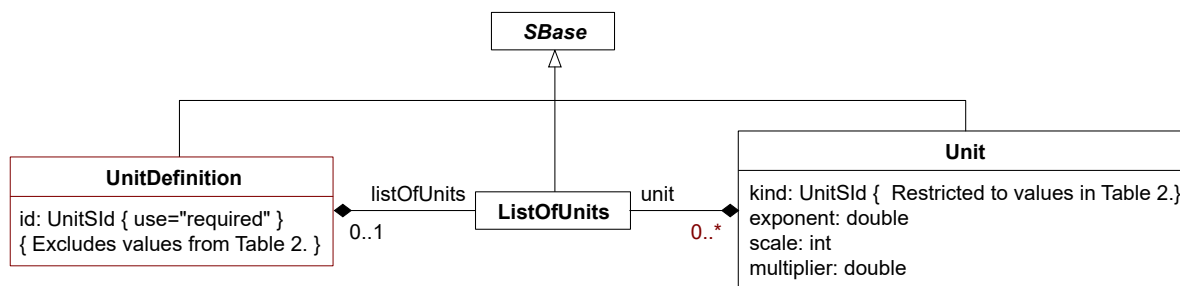 SBase
UnitDefinition
id: UnitSId { use="required" }
{ Excludes values from Table 2. }
listOfUnits
0..1
ListOfUnits
unit
0..*
Unit
kind: UnitSId { Restricted to values in Table 2.}
exponent: double
scale: int
multiplier: double